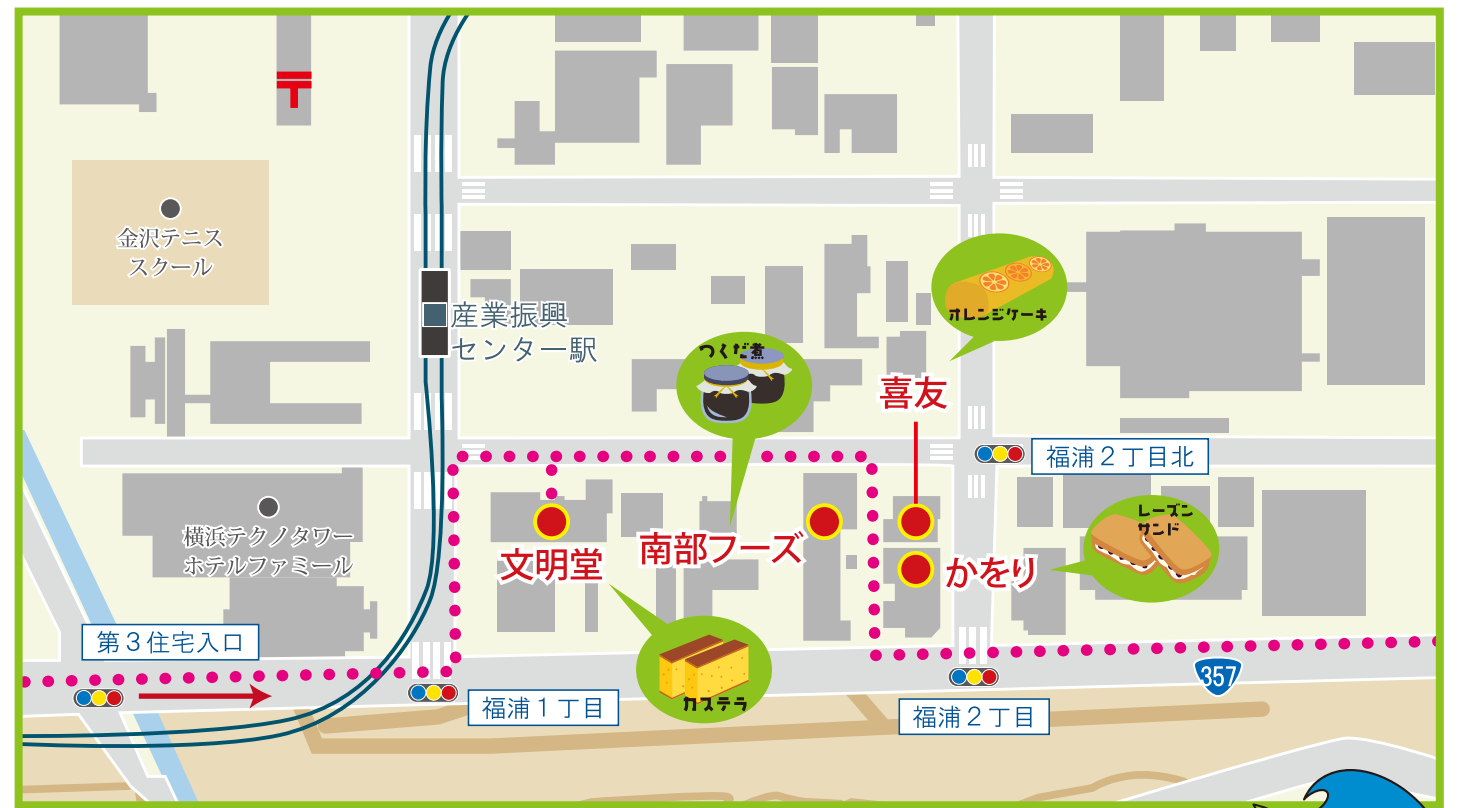 金沢テニス
スクール
産業振興
センター駅
オレンジケーキ
つくだ煮
喜友
福浦２丁目北
レーズン
サンド
横浜テクノタワー
ホテルファミール
文明堂
南部フーズ
かをり
第３住宅入口
カステラ
357
福浦１丁目
福浦２丁目